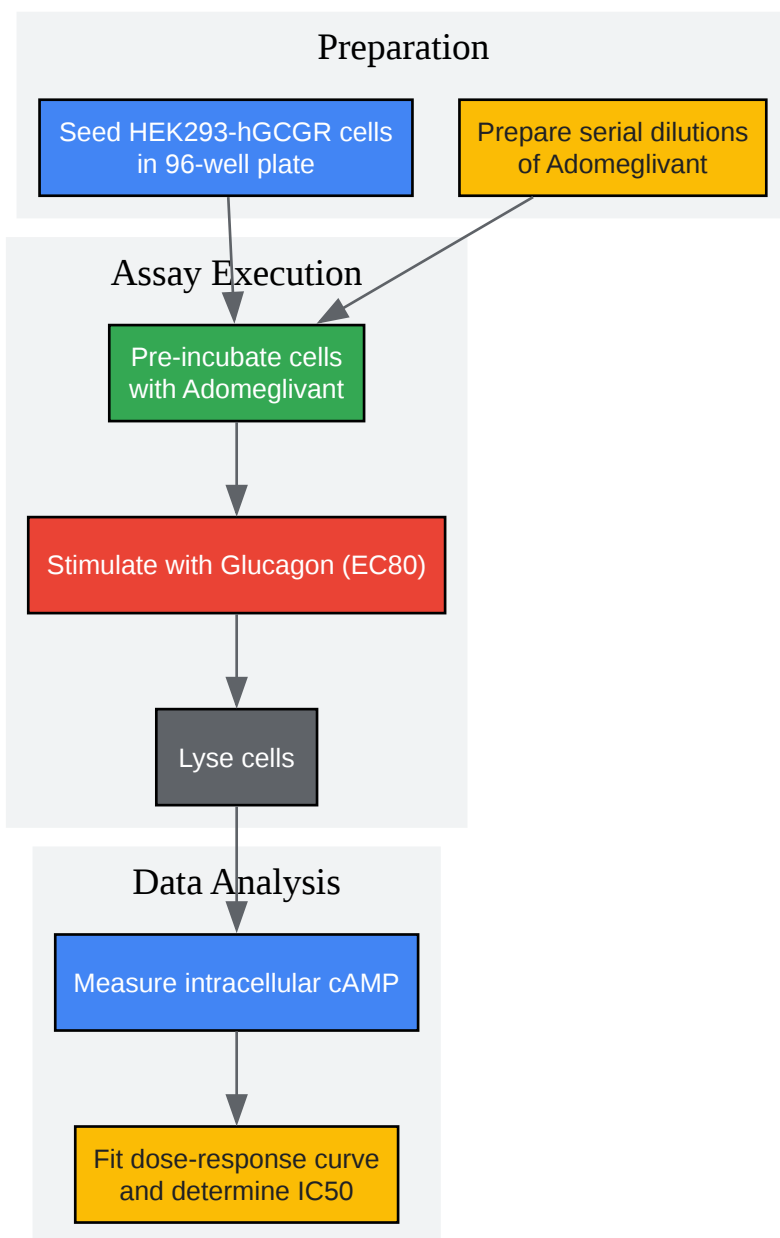 Preparation
Seed HEK293-hGCGR cells
in 96-well plate
Prepare serial dilutions
of Adomeglivant
Assay Execution
Pre-incubate cells
with Adomeglivant
Stimulate with Glucagon (EC80)
Lyse cells
Data Analysis
Measure intracellular cAMP
Fit dose-response curve
and determine IC50